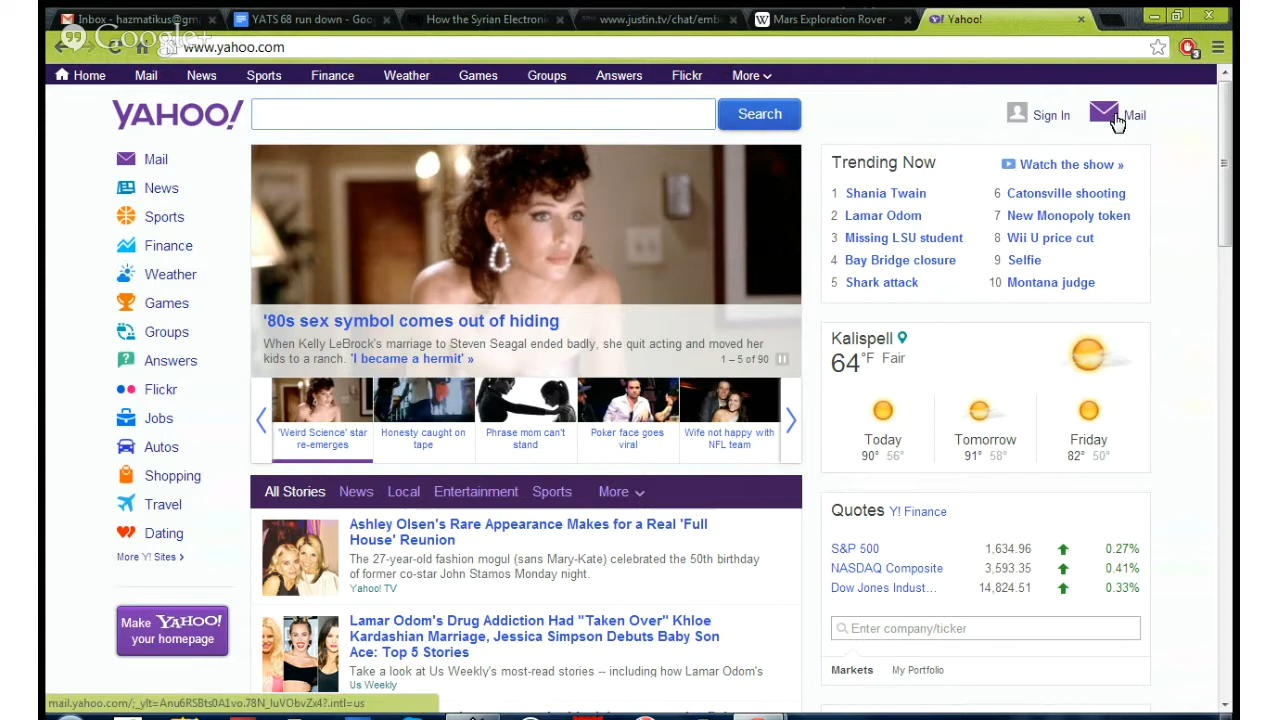 Inbox - hazmatikus@gm
YATS 68 run down - Goo
How the Syrian Electronic
www.justin.tv/chat/emb
Mars Exploration Rover -
Yahoo!
Google+
www.yahoo.com
3
Home Mail News Sports Finance Weather Games Groups Answers Flickr More
YAHOO!
Search
Sign In
Mail
Mail
News
Sports
Finance
Weather
Games
Groups
Answers
Flickr
Jobs
Autos
Shopping
Travel
Dating
More Y! Sites >
Make YAHOO!
your homepage
'80s sex symbol comes out of hiding
When Kelly LeBrock's marriage to Steven Seagal ended badly, she quit acting and moved her
kids to a ranch. 'I became a hermit' »
1 – 5 of 90
'Weird Science' star
re-emerges
Honesty caught on
tape
Phrase mom can't
stand
Poker face goes
viral
Wife not happy with
NFL team
All Stories News Local Entertainment Sports More
Ashley Olsen's Rare Appearance Makes for a Real 'Full
House' Reunion
The 27-year-old fashion mogul (sans Mary-Kate) celebrated the 50th birthday
of former co-star John Stamos Monday night.
Yahoo! TV
Lamar Odom's Drug Addiction Had "Taken Over" Khloe
Kardashian Marriage, Jessica Simpson Debuts Baby Son
Ace: Top 5 Stories
Take a look at Us Weekly's most-read stories -- including how Lamar Odom's
Us Weekly
Trending Now
Watch the show »
1 Shania Twain
2 Lamar Odom
3 Missing LSU student
4 Bay Bridge closure
5 Shark attack
6 Catonsville shooting
7 New Monopoly token
8 Wii U price cut
9 Selfie
10 Montana judge
Kalispell
64°F Fair
Today
90° 56°
Tomorrow
91° 58°
Friday
82° 50°
Quotes Y! Finance
S&P 500 1,634.96 0.27%
NASDAQ Composite 3,593.35 0.41%
Dow Jones Indust... 14,824.51 0.33%
Enter company/ticker
Markets My Portfolio